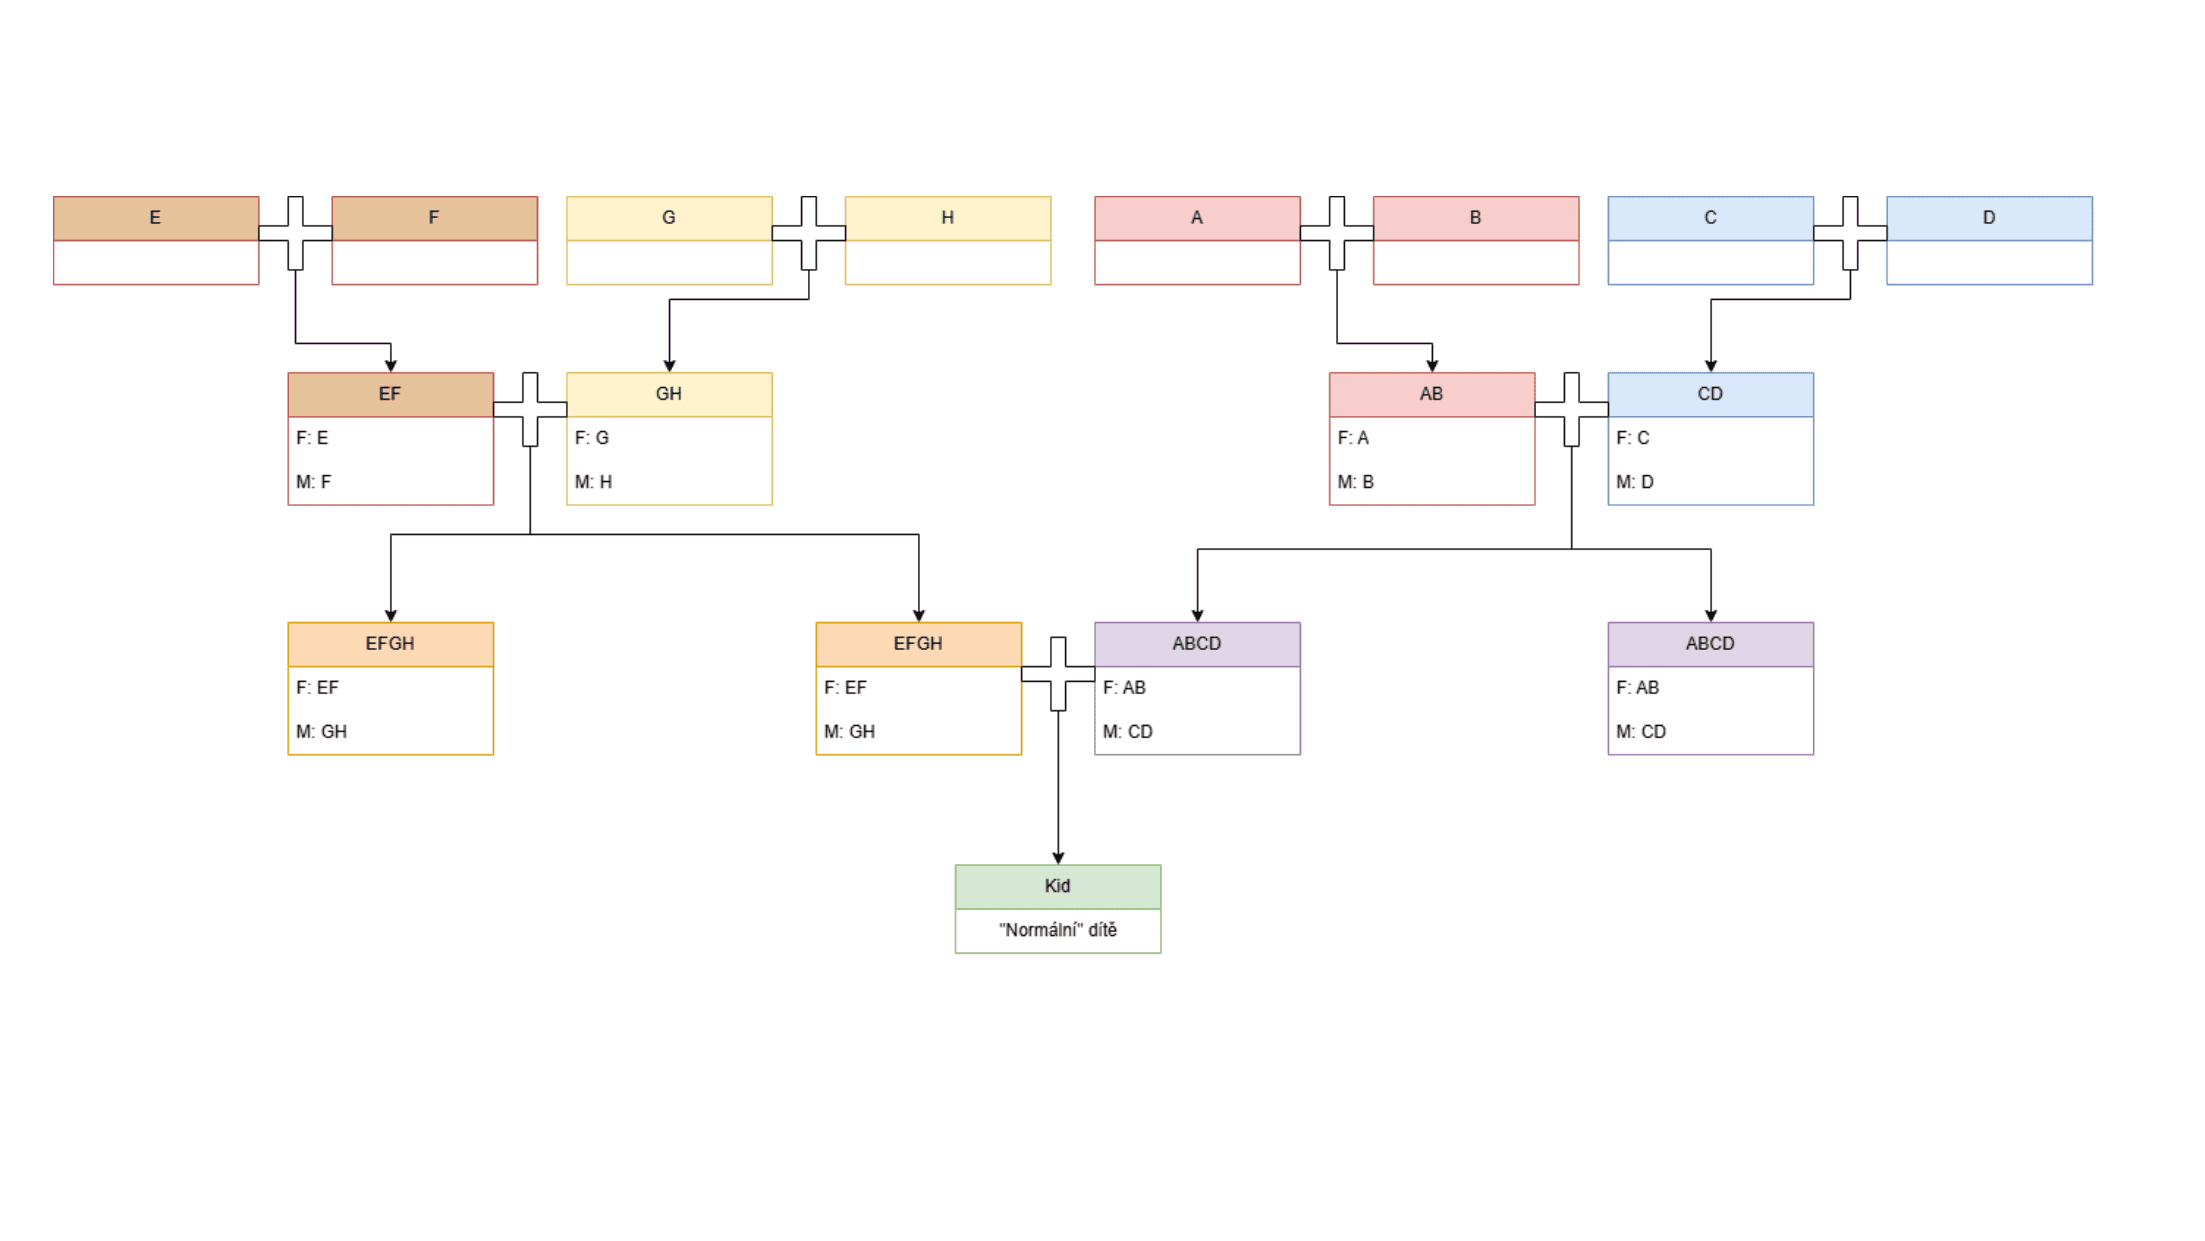 E
F
G
H
A
B
C
D
EF
F: E
M: F
GH
F: G
M: H
AB
F: A
M: B
CD
F: C
M: D
EFGH
F: EF
M: GH
EFGH
F: EF
M: GH
ABCD
F: AB
M: CD
ABCD
F: AB
M: CD
Kid
"Normální" dítě